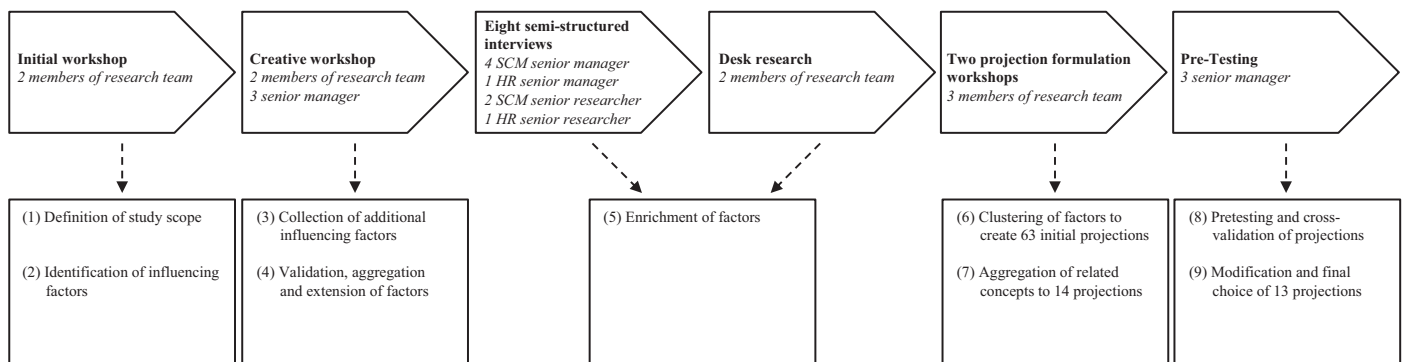 Initial workshop
2 members of research team
Creative workshop
2 members of research team
3 senior manager
Eight semi-structured
interviews
4 SCM senior manager
1 HR senior manager
2 SCM senior researcher
1 HR senior researcher
Desk research
2 members of research team
Two projection formulation
workshops
3 members of research team
Pre-Testing
3 senior manager
(1) Definition of study scope
(2) Identification of influencing
factors
(3) Collection of additional
influencing factors
(4) Validation, aggregation
and extension of factors
(5) Enrichment of factors
(6) Clustering of factors to
create 63 initial projections
(7) Aggregation of related
concepts to 14 projections
(8) Pretesting and cross-
validation of projections
(9) Modification and final
choice of 13 projections